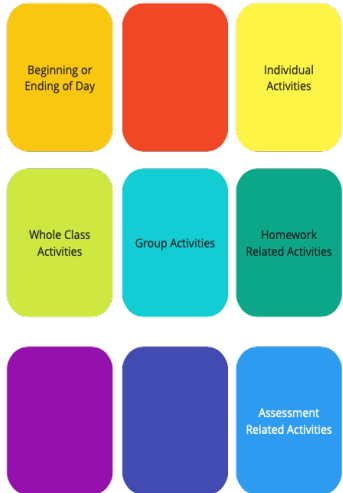 Beginning or
Ending of Day
Individual
Activities
Whole Class
Activities
Group Activities
Homework
Related Activities
Assessment
Related Activities